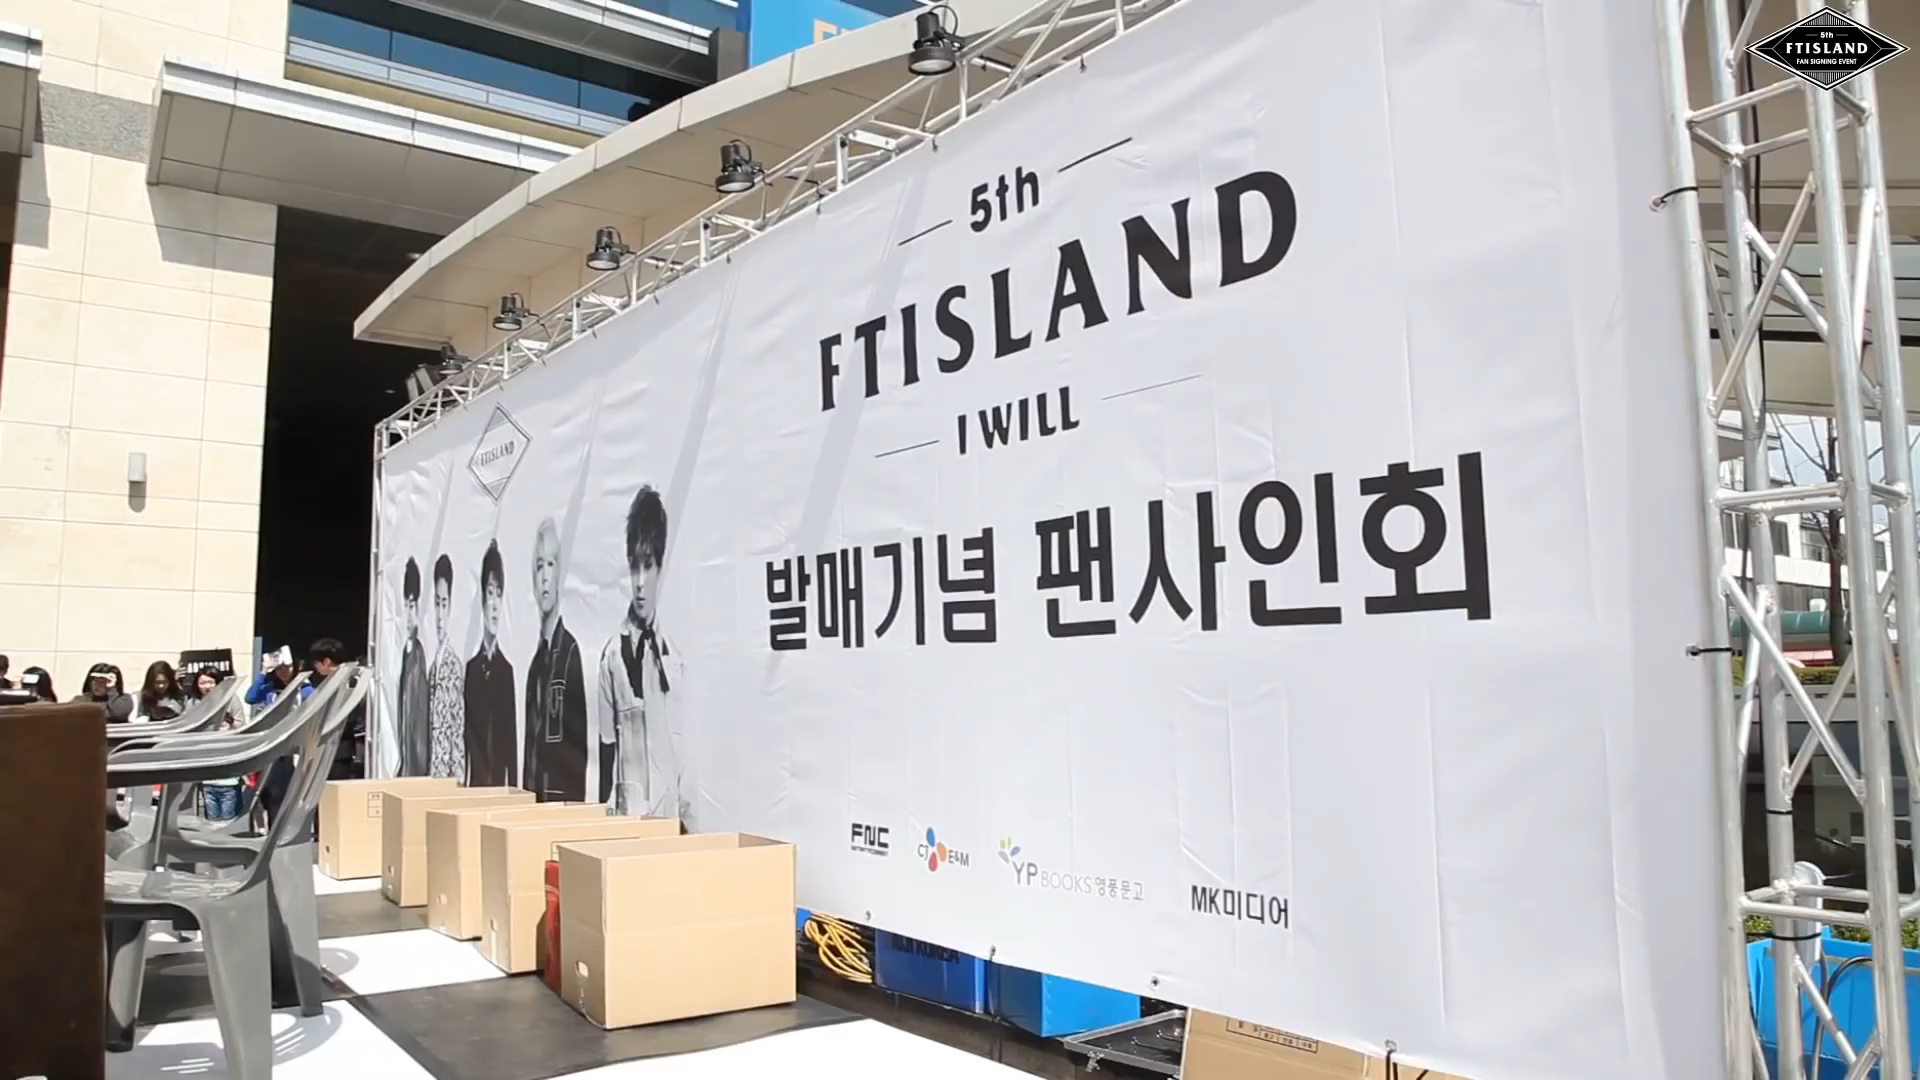 5th
FTISLAND
FAN SIGNING EVENT
5th
FTISLAND
I WILL
발매기념 팬사인회
FTISLAND
FNC
CJ E&M
YP BOOKS 영풍문고
MK미디어